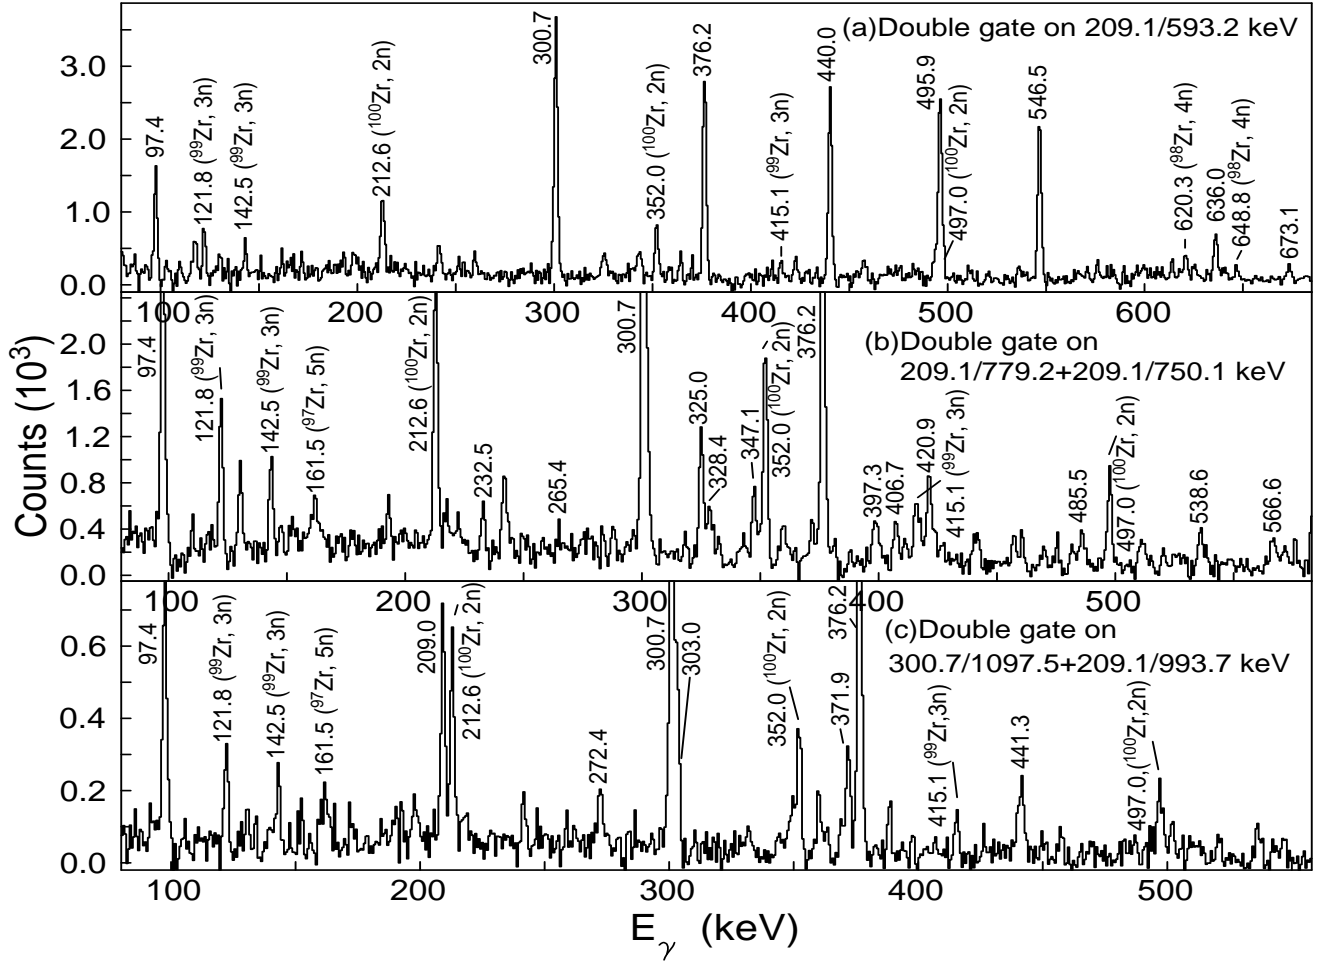 (a)Double gate on 209.1/593.2 keV
97.4
121.8 (⁹⁹Zr, 3n)
142.5 (⁹⁹Zr, 3n)
212.6 (¹⁰⁰Zr, 2n)
300.7
352.0 (¹⁰⁰Zr, 2n)
376.2
415.1 (⁹⁹Zr, 3n)
440.0
495.9
497.0 (¹⁰⁰Zr, 2n)
546.5
620.3 (⁹⁸Zr, 4n)
636.0
648.8 (⁹⁸Zr, 4n)
673.1
3.0
2.0
1.0
0.0
100
200
300
400
500
600
(b)Double gate on
209.1/779.2+209.1/750.1 keV
97.4
121.8 (⁹⁹Zr, 3n)
142.5 (⁹⁹Zr, 3n)
161.5 (⁹⁷Zr, 5n)
212.6 (¹⁰⁰Zr, 2n)
232.5
265.4
300.7
325.0
328.4
347.1
352.0 (¹⁰⁰Zr, 2n)
376.2
397.3
406.7
420.9
415.1 (⁹⁹Zr, 3n)
485.5
497.0 (¹⁰⁰Zr, 2n)
538.6
566.6
2.0
1.6
1.2
0.8
0.4
0.0
100
200
300
400
500
(c)Double gate on
300.7/1097.5+209.1/993.7 keV
97.4
121.8 (⁹⁹Zr, 3n)
142.5 (⁹⁹Zr, 3n)
161.5 (⁹⁷Zr, 5n)
209.0
212.6 (¹⁰⁰Zr, 2n)
272.4
300.7
303.0
352.0 (¹⁰⁰Zr, 2n)
371.9
376.2
415.1 (⁹⁹Zr,3n)
441.3
497.0,(¹⁰⁰Zr,2n)
0.6
0.4
0.2
0.0
100
200
300
400
500
Counts (10³)
Eγ (keV)